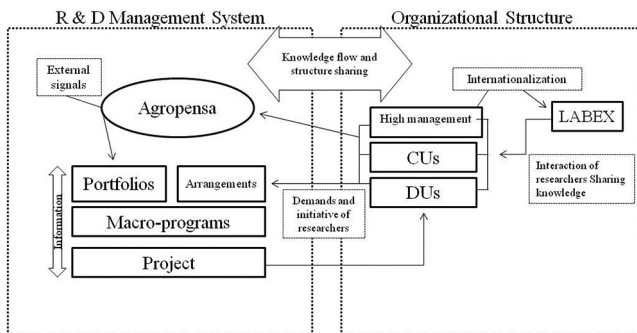 R & D Management System
Organizational Structure
Knowledge flow and
structure sharing
External
signals
Agropensa
Internationalization
High management
LABEX
CUs
DUs
Interaction of
researchers Sharing
knowledge
Portfolios
Arrangements
Demands and
initiative of
researchers
Macro-programs
Project
Information